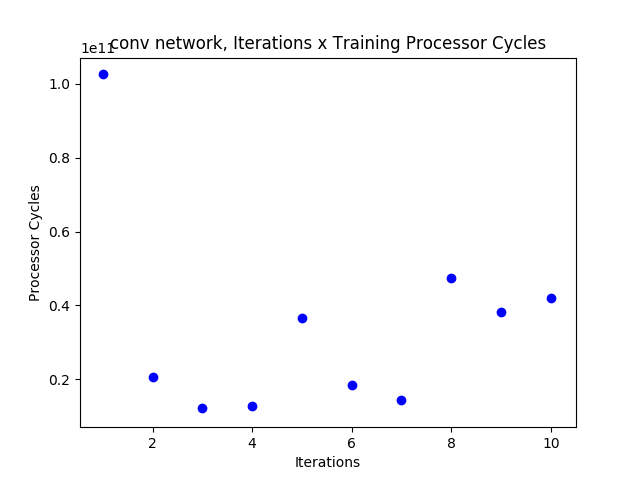 conv network, Iterations x Training Processor Cycles
1e11
1.0
0.8
0.6
0.4
0.2
Processor Cycles
2 4 6 8 10
Iterations